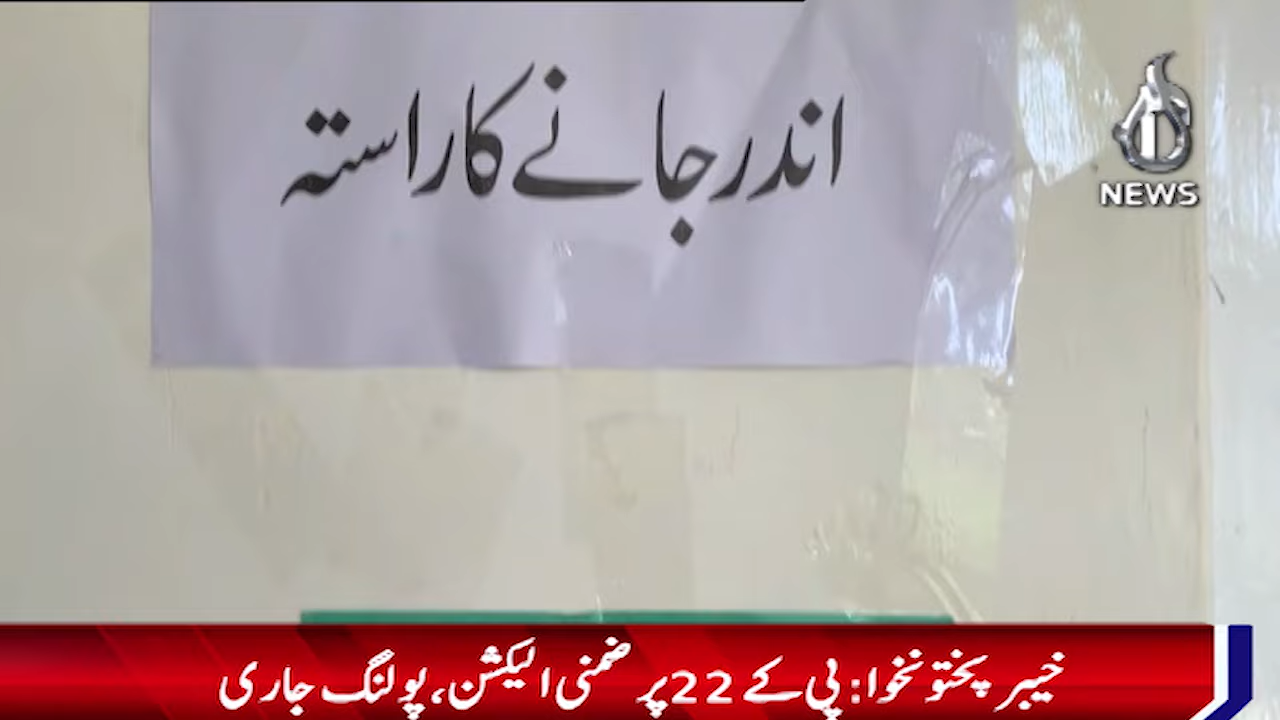 اندر جانے کا راستہ
NEWS
خیبر پختونخوا: پی کے 22 پر ضمنی الیکشن، پولنگ جاری